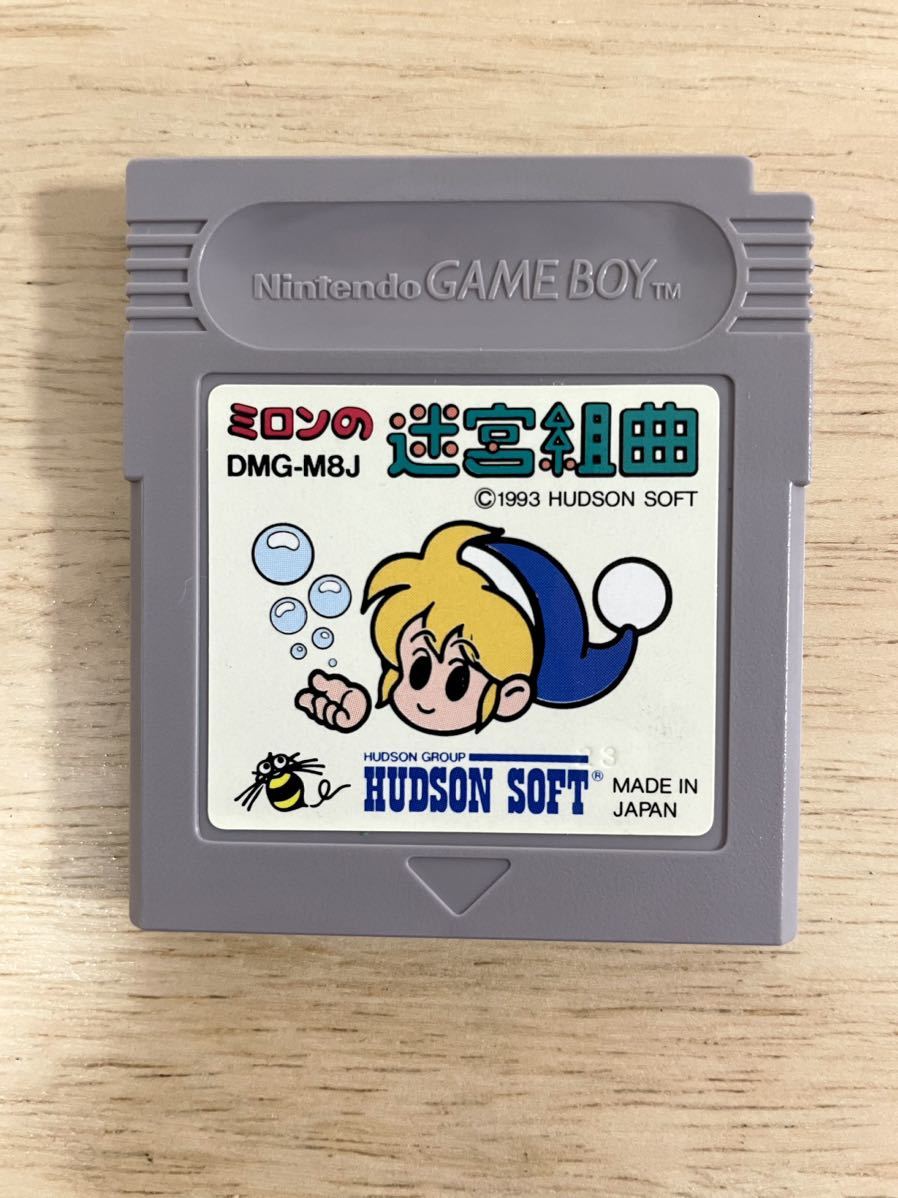 Nintendo GAME BOY™
ミロンの 迷宮組曲
DMG-M8J
©1993 HUDSON SOFT
HUDSON GROUP
HUDSON SOFT®
MADE IN
JAPAN